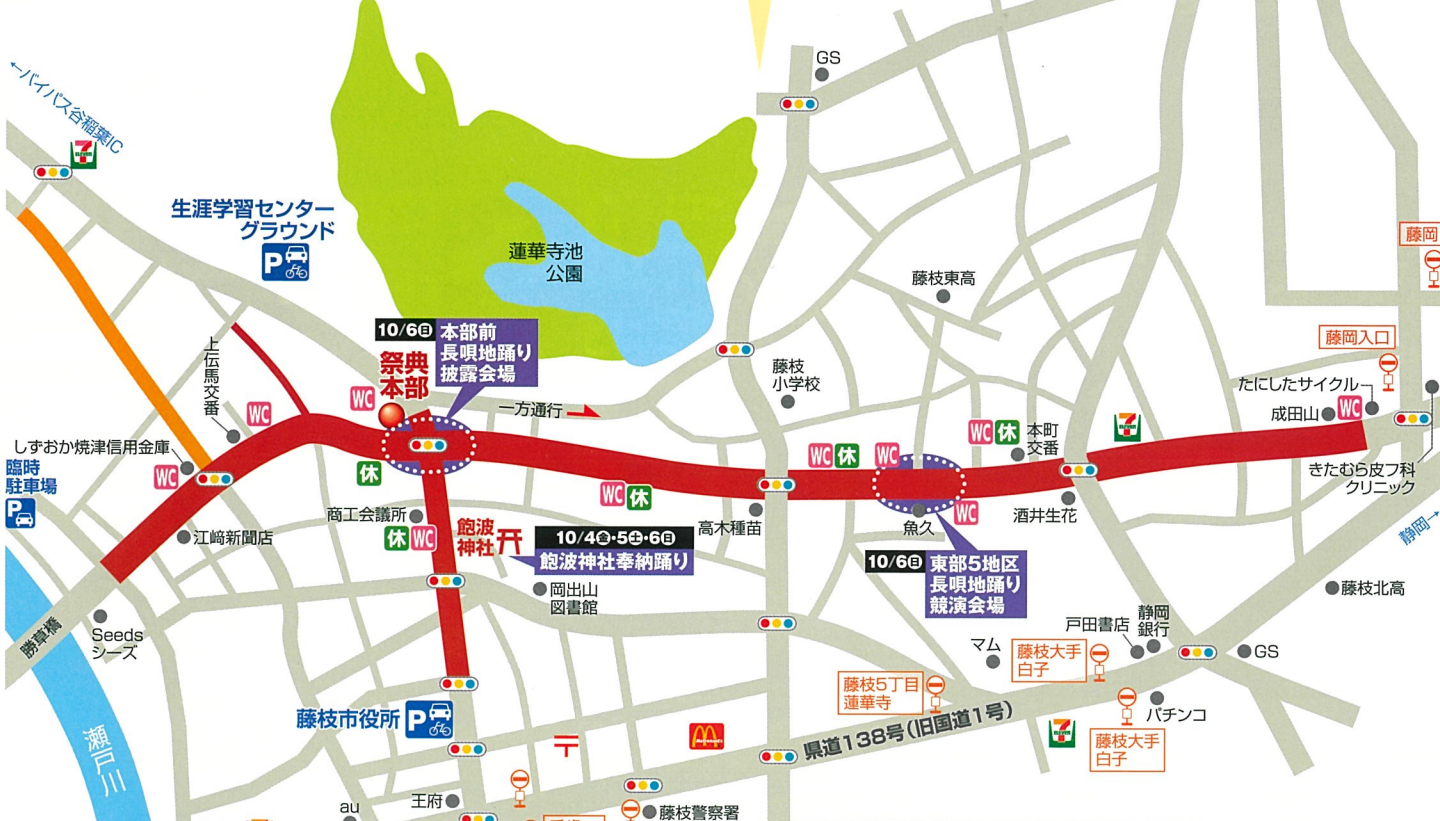 ←バイパス谷稲葉IC
GS
生涯学習センター
グラウンド
P
蓮華寺池
公園
藤岡
藤枝東高
10/6㊐
本部前
長唄地踊り
披露会場
祭典
本部
WC
藤岡入口
上伝馬交番
藤枝
小学校
一方通行
たにしたサイクル
成田山
WC
WC
しずおか焼津信用金庫
WC
休
WC
休
WC
WC
休
本町
交番
7
ELEVEN
臨時
駐車場
P
きたむら皮フ科
クリニック
WC
休
商工会議所
休
WC
飽波
神社
10/4㊎・5㊏・6㊐
飽波神社奉納踊り
高木種苗
魚久
WC
酒井生花
静岡→
江﨑新聞店
10/6㊐
東部5地区
長唄地踊り
競演会場
岡出山
図書館
藤枝北高
Seeds
シーズ
勝草橋
戸田書店
静岡
銀行
マム
藤枝大手
白子
GS
藤枝5丁目
蓮華寺
パチンコ
藤枝市役所
P
〒
McDonald's
県道138号(旧国道1号)
7
ELEVEN
藤枝大手
白子
瀬戸川
王府
au
藤枝警察署
7
ELEVEN